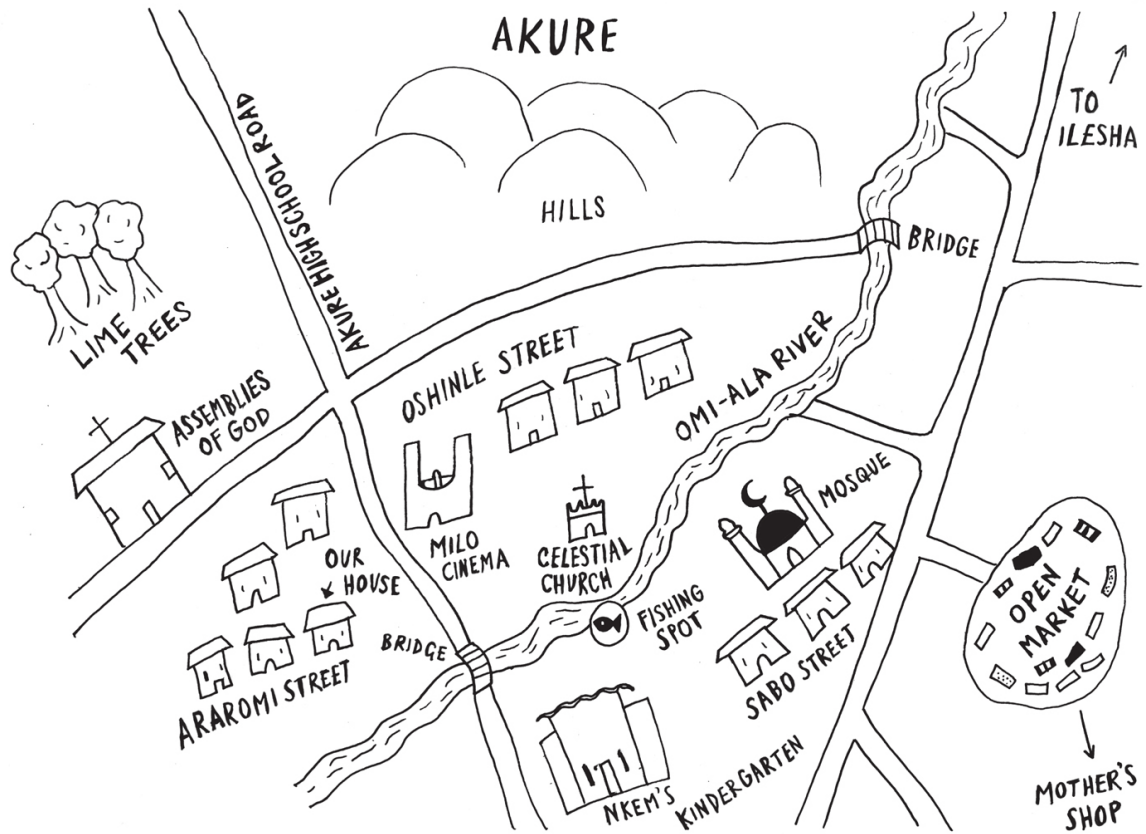 AKURE
AKURE HIGH SCHOOL ROAD
TO
ILESHA
HILLS
BRIDGE
LIME
TREES
ASSEMBLIES
OF GOD
OSHINLE STREET
OMI-ALA RIVER
MILO
CINEMA
CELESTIAL
CHURCH
MOSQUE
OUR
HOUSE
BRIDGE
FISHING
SPOT
OPEN
MARKET
ARAROMI STREET
SABO STREET
NKEM'S
KINDERGARTEN
MOTHER'S
SHOP